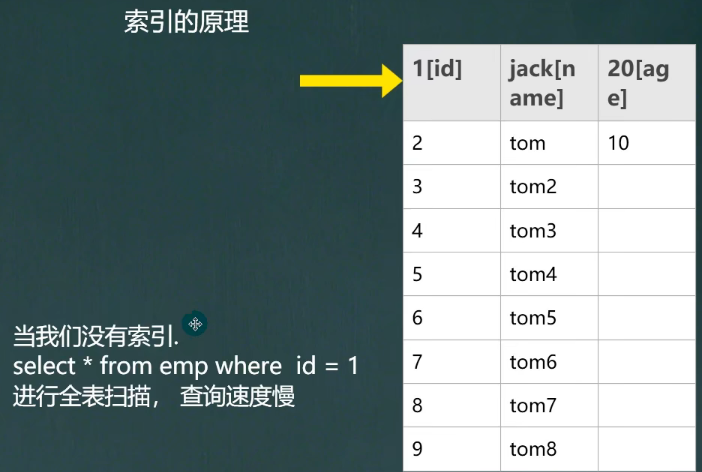 索引的原理
1[id] jack[n 20[ag
ame] e]
2 tom 10
3 tom2
4 tom3
5 tom4
6 tom5
7 tom6
8 tom7
9 tom8
当我们没有索引.
select * from emp where  id = 1
进行全表扫描， 查询速度慢